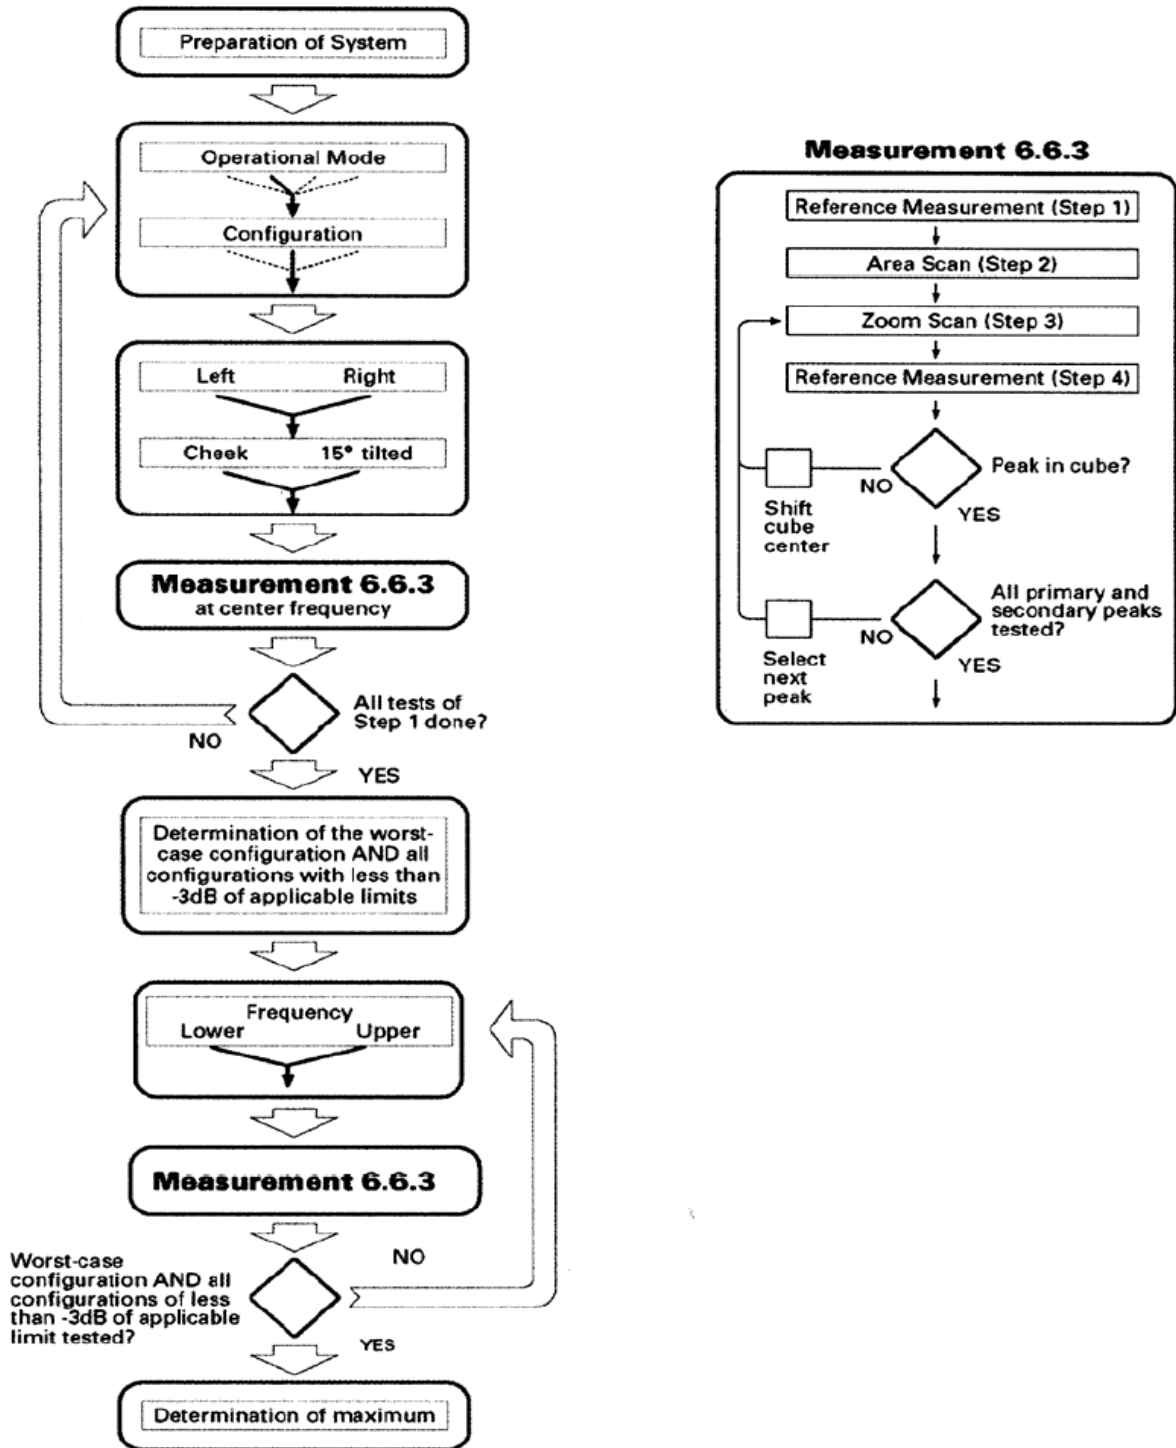 Preparation of System
Operational Mode
Configuration
Left Right
Cheek 15° tilted
Measurement 6.6.3
at center frequency
All tests of
Step 1 done?
NO
YES
Determination of the worst-
case configuration AND all
configurations with less than
-3dB of applicable limits
Frequency
Lower Upper
Measurement 6.6.3
Worst-case
configuration AND all
configurations of less
than -3dB of applicable
limit tested?
NO
YES
Determination of maximum
Measurement 6.6.3
Reference Measurement (Step 1)
Area Scan (Step 2)
Zoom Scan (Step 3)
Reference Measurement (Step 4)
Peak in cube?
NO
YES
Shift
cube
center
All primary and
secondary peaks
tested?
NO
YES
Select
next
peak